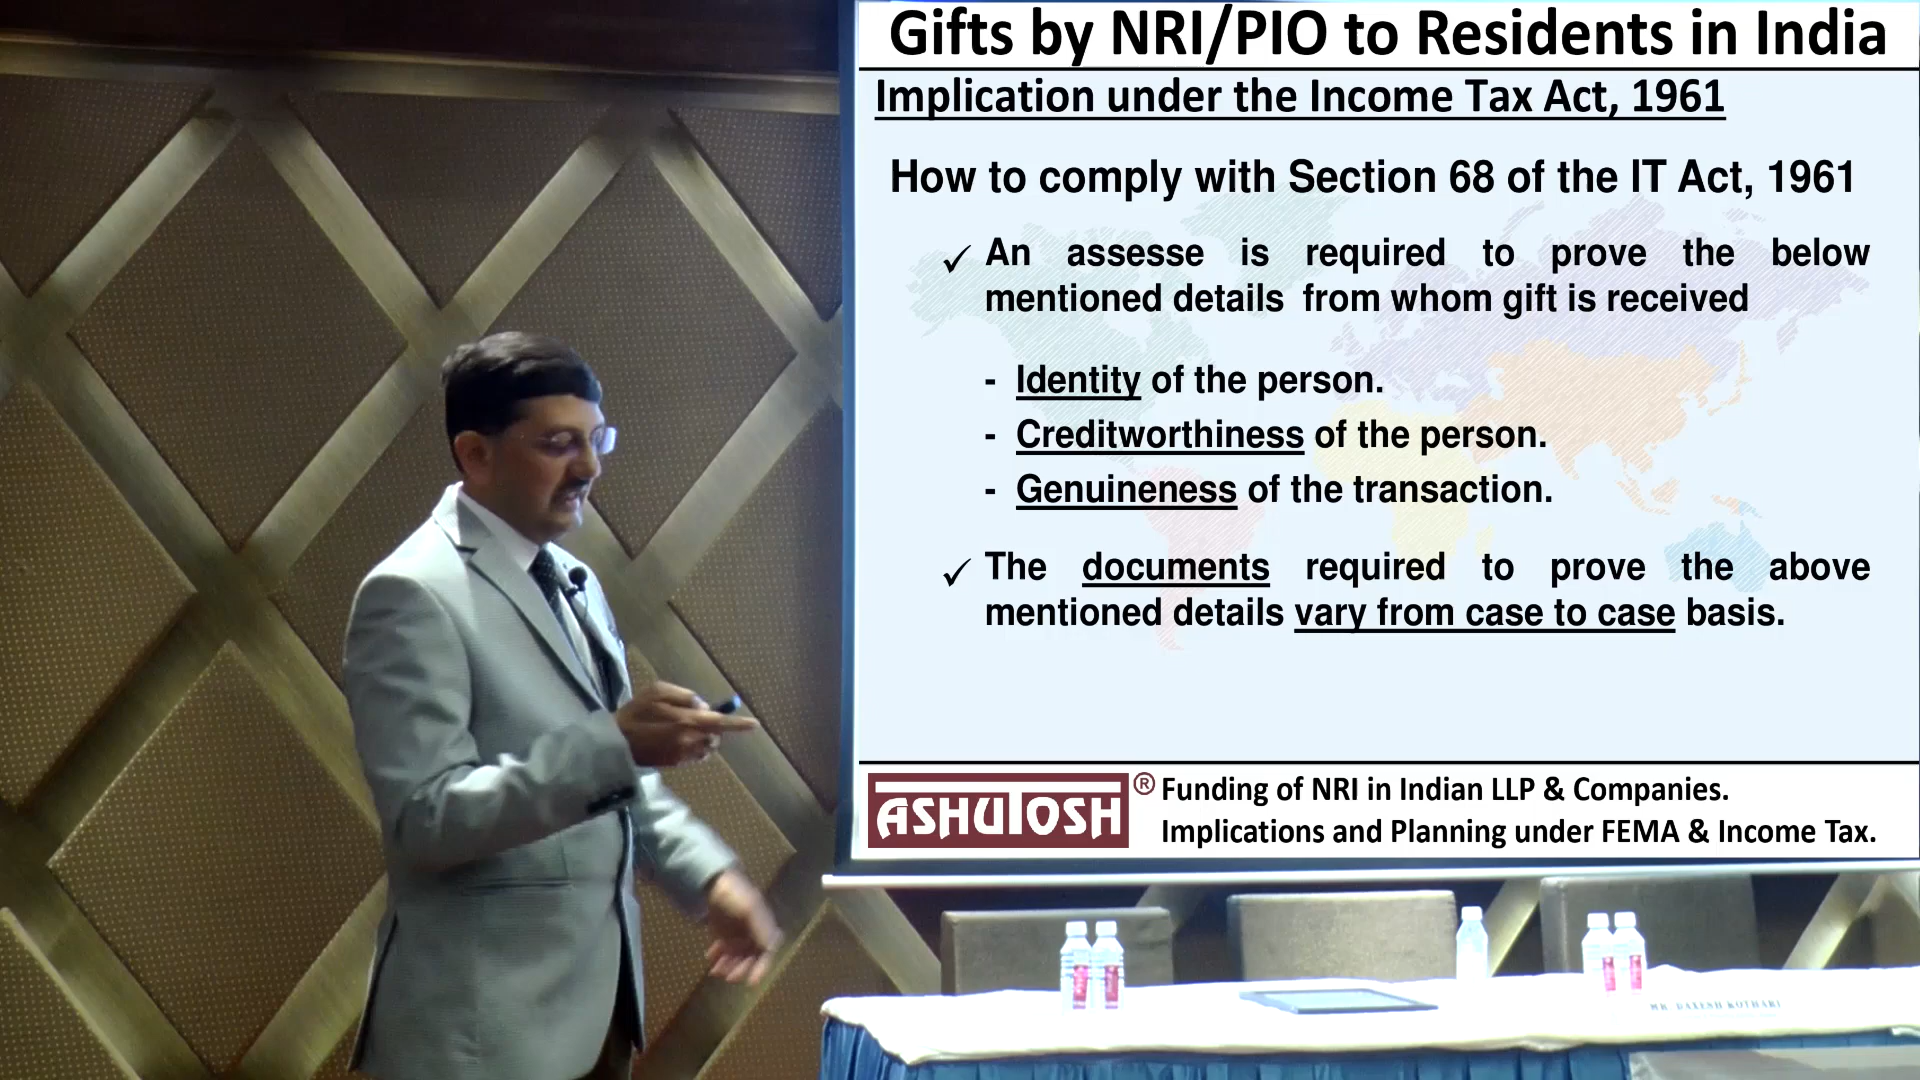 Gifts by NRI/PIO to Residents in India
Implication under the Income Tax Act, 1961
How to comply with Section 68 of the IT Act, 1961
✓ An assesse is required to prove the below
mentioned details from whom gift is received
- Identity of the person.
- Creditworthiness of the person.
- Genuineness of the transaction.
✓ The documents required to prove the above
mentioned details vary from case to case basis.
ASHUTOSH ®
Funding of NRI in Indian LLP & Companies.
Implications and Planning under FEMA & Income Tax.
MR. DAXESH KOTHARI